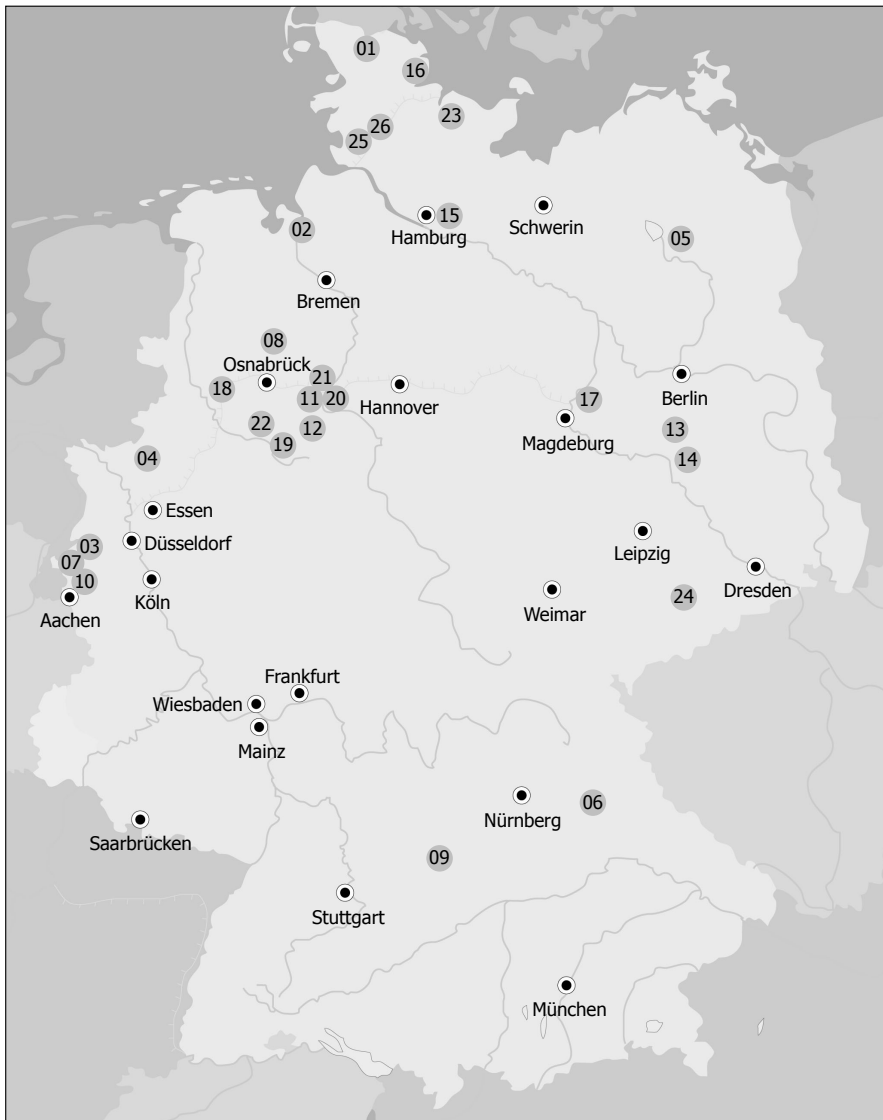 01
16
23
26
25
15
Hamburg
Schwerin
02
05
Bremen
08
Osnabrück
21
18
11
20
Hannover
Berlin
17
Magdeburg
22
12
13
19
04
14
Essen
Düsseldorf
Leipzig
03
07
10
Köln
Aachen
Weimar
Dresden
24
Frankfurt
Wiesbaden
Mainz
Nürnberg
06
Saarbrücken
09
Stuttgart
München